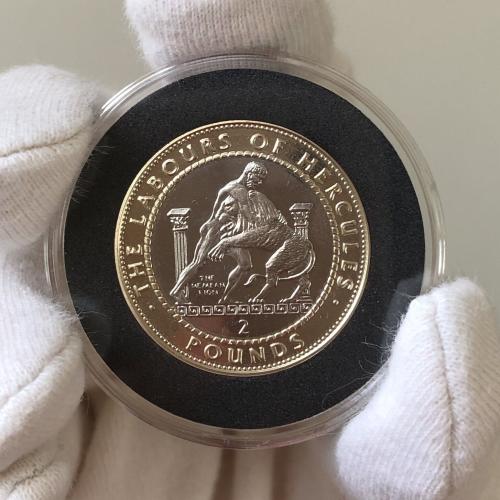 · THE LABOURS OF HERCULES ·
THE
NEMEAN
LION
2
POUNDS